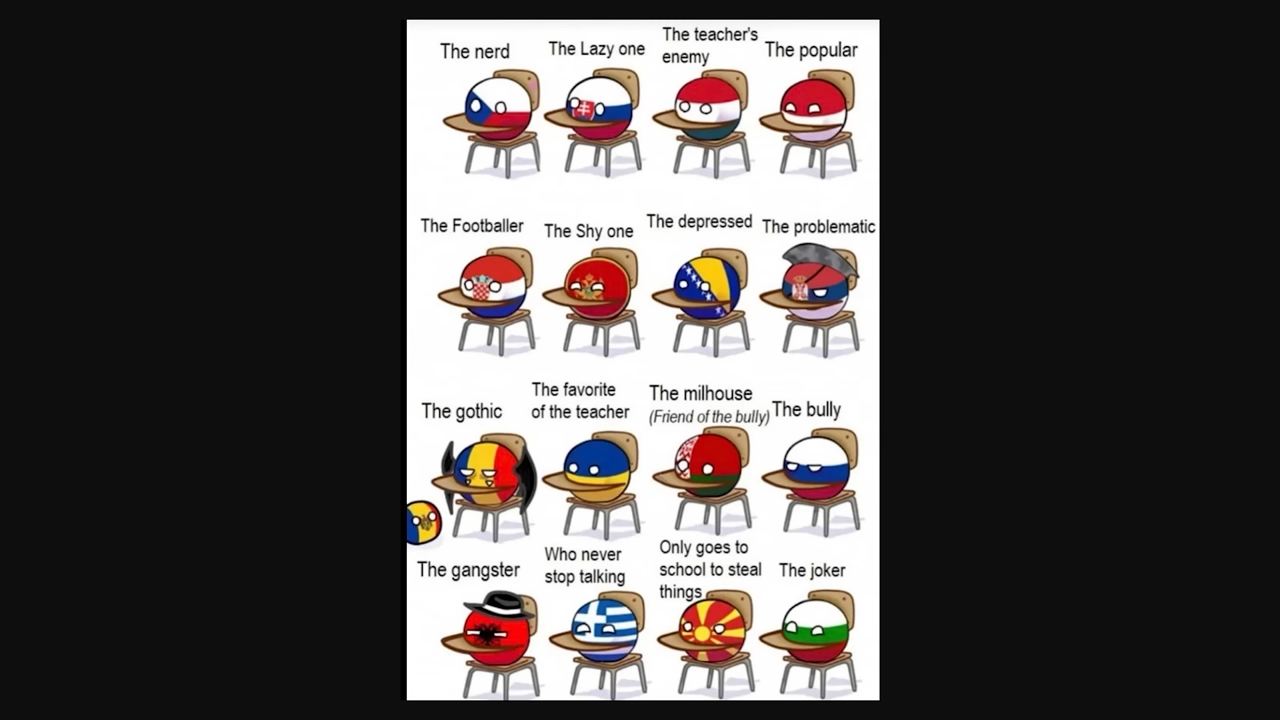 The nerd
The Lazy one
The teacher's
enemy
The popular
The Footballer
The Shy one
The depressed
The problematic
The gothic
The favorite
of the teacher
The milhouse
(Friend of the bully)
The bully
The gangster
Who never
stop talking
Only goes to
school to steal
things
The joker